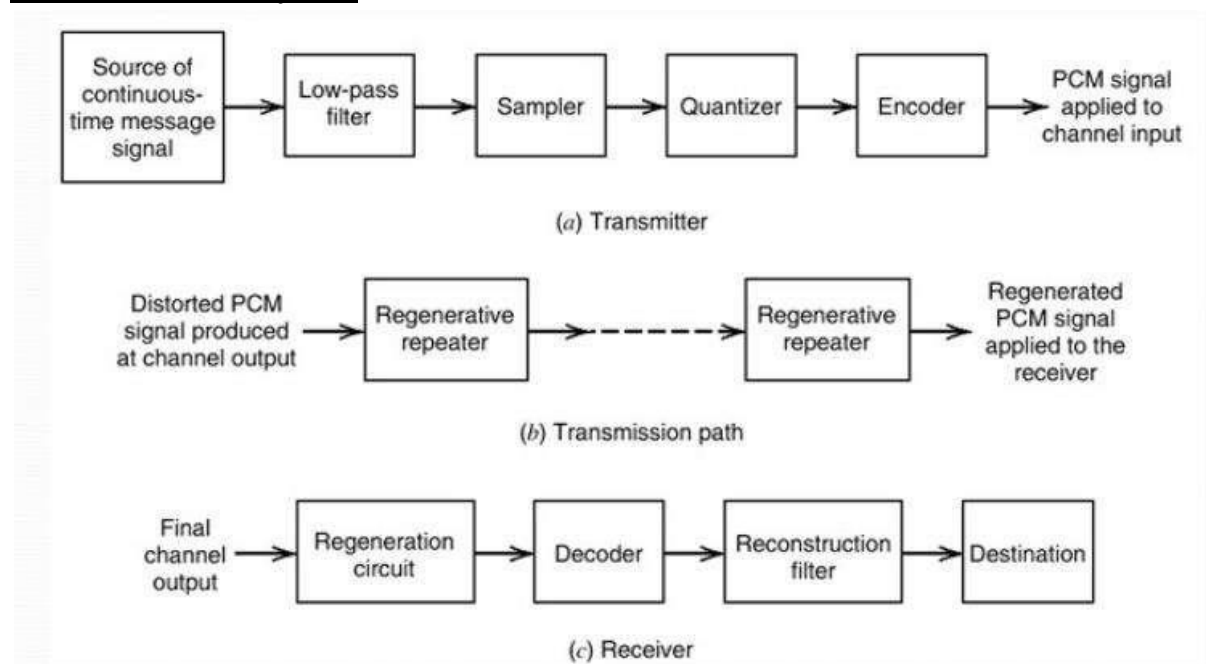 Source of
continuous-
time message
signal
Low-pass
filter
Sampler
Quantizer
Encoder
PCM signal
applied to
channel input
(a) Transmitter
Distorted PCM
signal produced
at channel output
Regenerative
repeater
Regenerative
repeater
Regenerated
PCM signal
applied to the
receiver
(b) Transmission path
Final
channel
output
Regeneration
circuit
Decoder
Reconstruction
filter
Destination
(c) Receiver